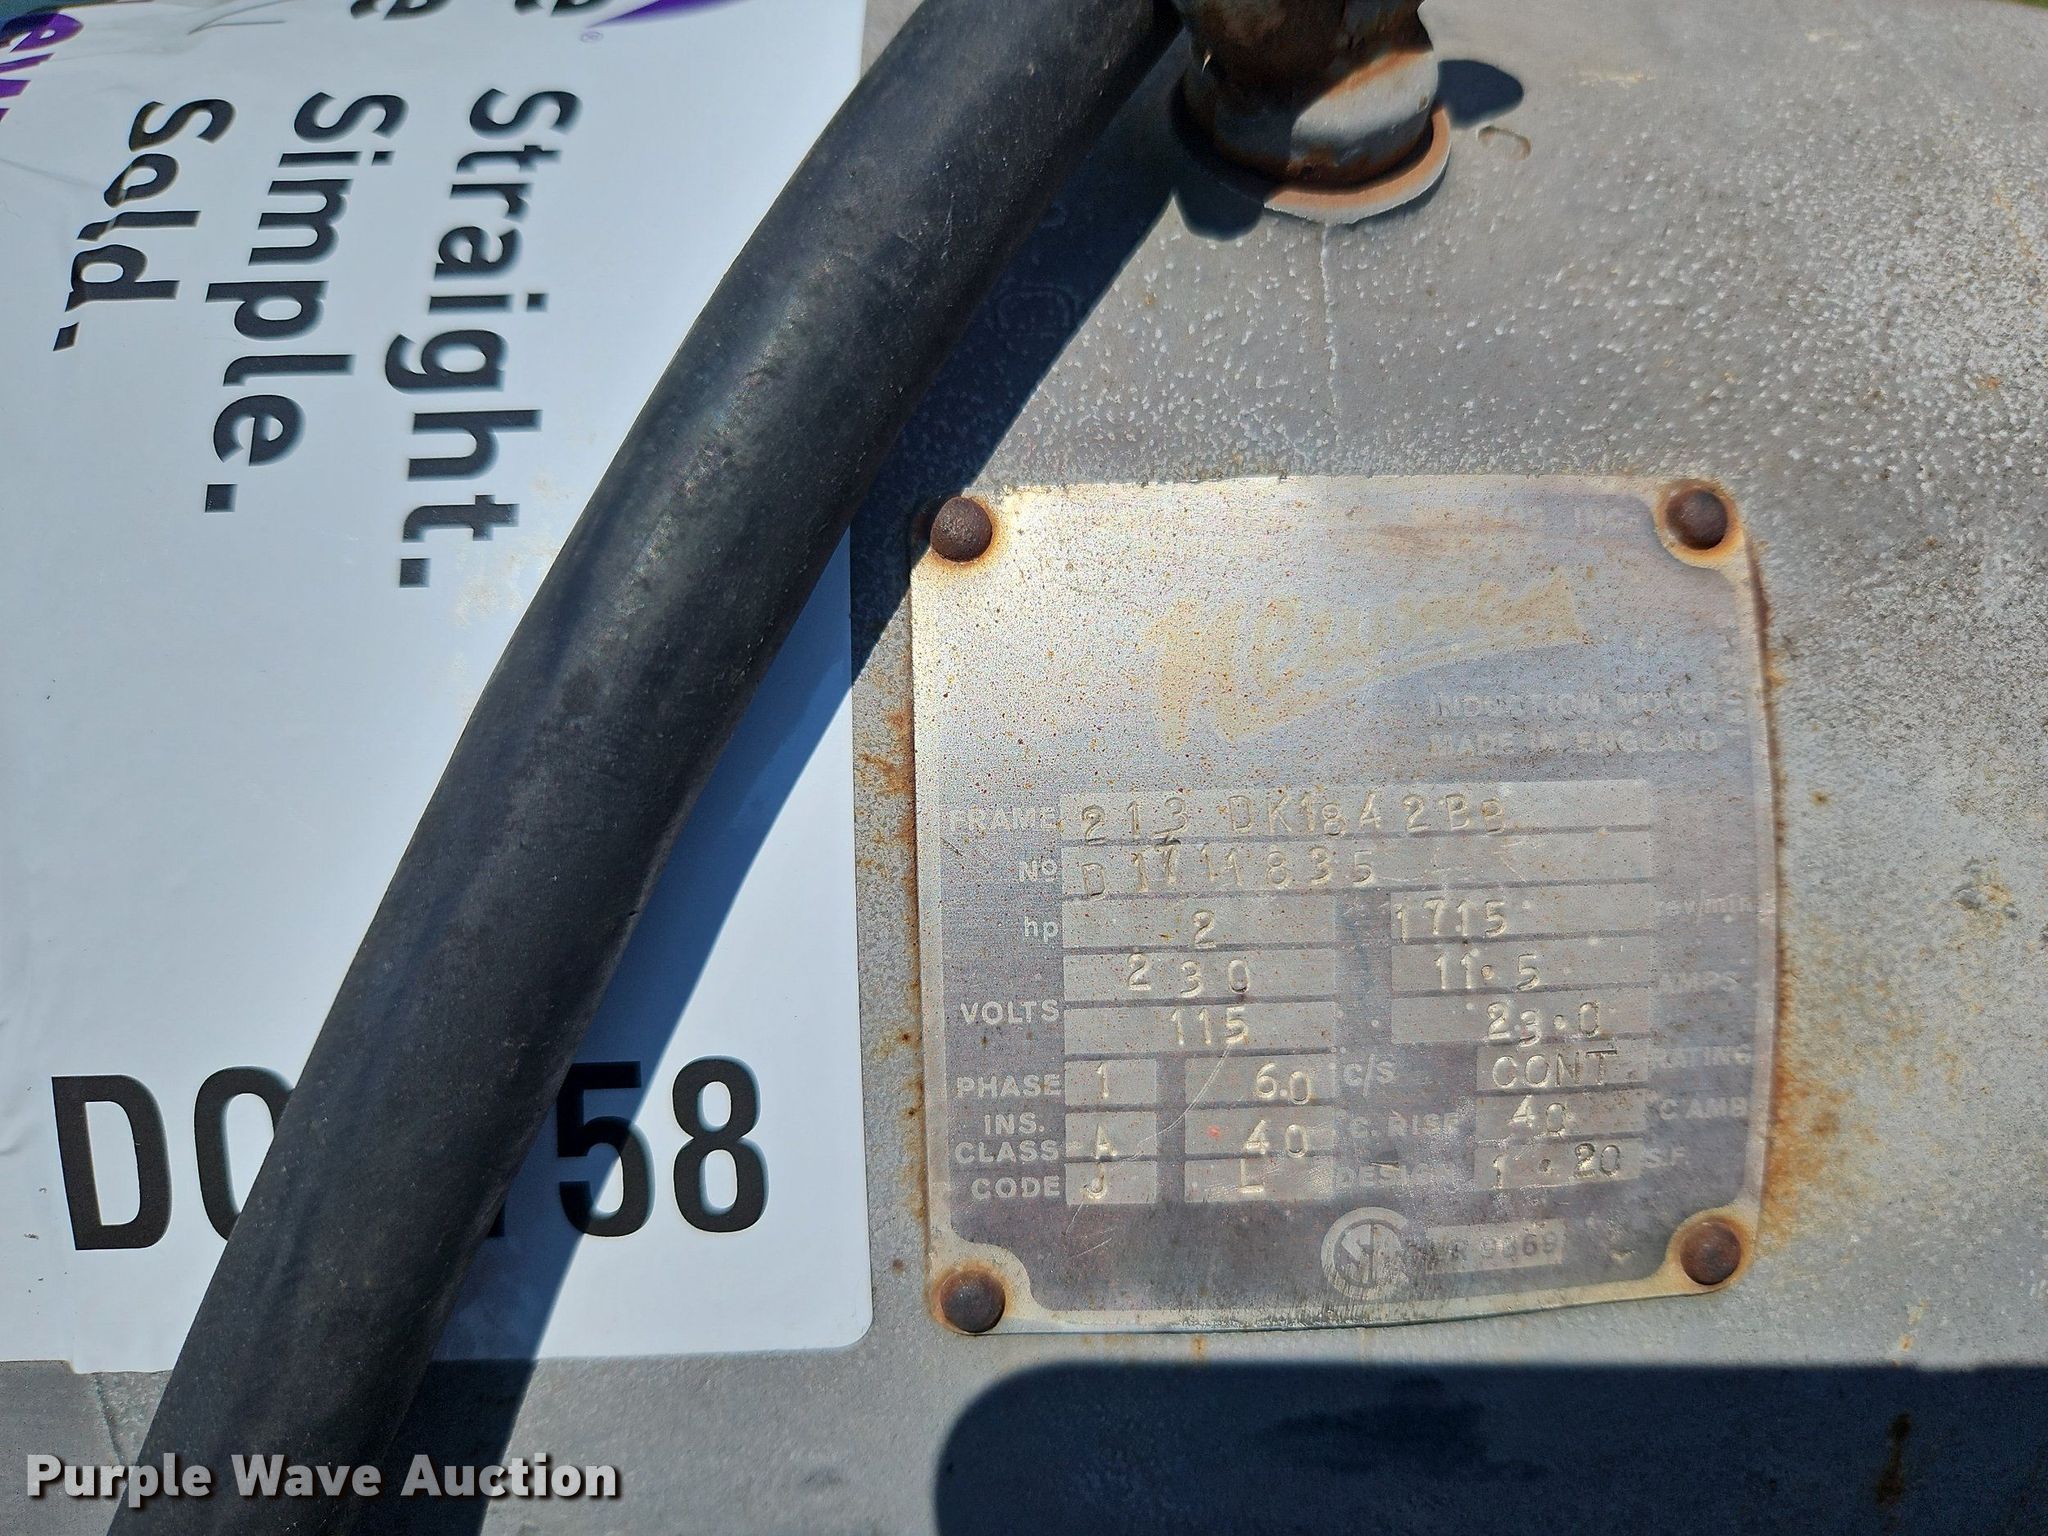 Straight.
Simple.
Sold.
58
INDUCTION MOTOR
MADE IN ENGLAND
FRAME 213 DK1842BB
No D1711835
hp 2 1715 rev/min
VOLTS 230 11.5 AMPS
115 23.0
PHASE 1 60 C/S CONT RATING
INS. CLASS A 40 °C. RISE 40 °C AMB
CODE J L DESIGN 1.20 S.F.
Purple Wave Auction